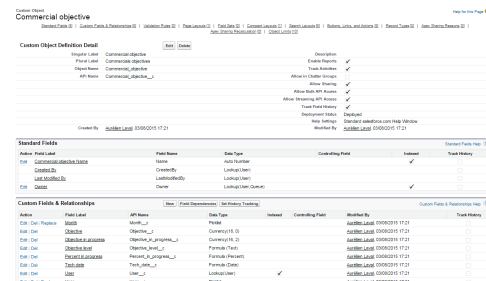 Custom Object
Commercial objective
Help for this Page
Standard Fields [4] | Custom Fields & Relationships [8] | Validation Rules [0] | Page Layouts [1] | Field Sets [0] | Compact Layouts [1] | Search Layouts [6] | Buttons, Links, and Actions [8] | Record Types [0] | Apex Sharing Reasons [0] |
Apex Sharing Recalculation [0] | Object Limits [10]
Custom Object Definition Detail
Edit Delete
Singular Label Commercial objective Description
Plural Label Commercials objectives Enable Reports ✓
Object Name Commercial_objective Track Activities ✓
API Name Commercial_objective__c Allow in Chatter Groups
Allow Sharing ✓
Allow Bulk API Access ✓
Allow Streaming API Access ✓
Track Field History ✓
Deployment Status Deployed
Help Settings Standard salesforce.com Help Window
Created By Aurélien Laval, 03/08/2015 17:21 Modified By Aurélien Laval, 03/08/2015 17:21
Standard Fields Standard Fields Help
Action Field Label Field Name Data Type Controlling Field Indexed Track History
Edit Commercial objective Name Name Auto Number ✓
Created By CreatedBy Lookup(User)
Last Modified By LastModifiedBy Lookup(User)
Edit Owner Owner Lookup(User,Queue) ✓
Custom Fields & Relationships New Field Dependencies Set History Tracking Custom Fields & Relationships Help
Action Field Label API Name Data Type Indexed Controlling Field Modified By Track History
Edit | Del | Replace Month Month__c Picklist Aurélien Laval, 03/08/2015 17:21
Edit | Del Objective Objective__c Currency(18, 0) Aurélien Laval, 03/08/2015 17:21
Edit | Del Objective in progress Objective_in_progress__c Currency(16, 2) Aurélien Laval, 03/08/2015 17:21
Edit | Del Objective level Objective_level__c Formula (Text) Aurélien Laval, 03/08/2015 17:21
Edit | Del Percent in progress Percent_in_progress__c Formula (Percent) Aurélien Laval, 03/08/2015 17:21
Edit | Del Tech date Tech_date__c Formula (Date) Aurélien Laval, 03/08/2015 17:21
Edit | Del User User__c Lookup(User) ✓ Aurélien Laval, 03/08/2015 17:21